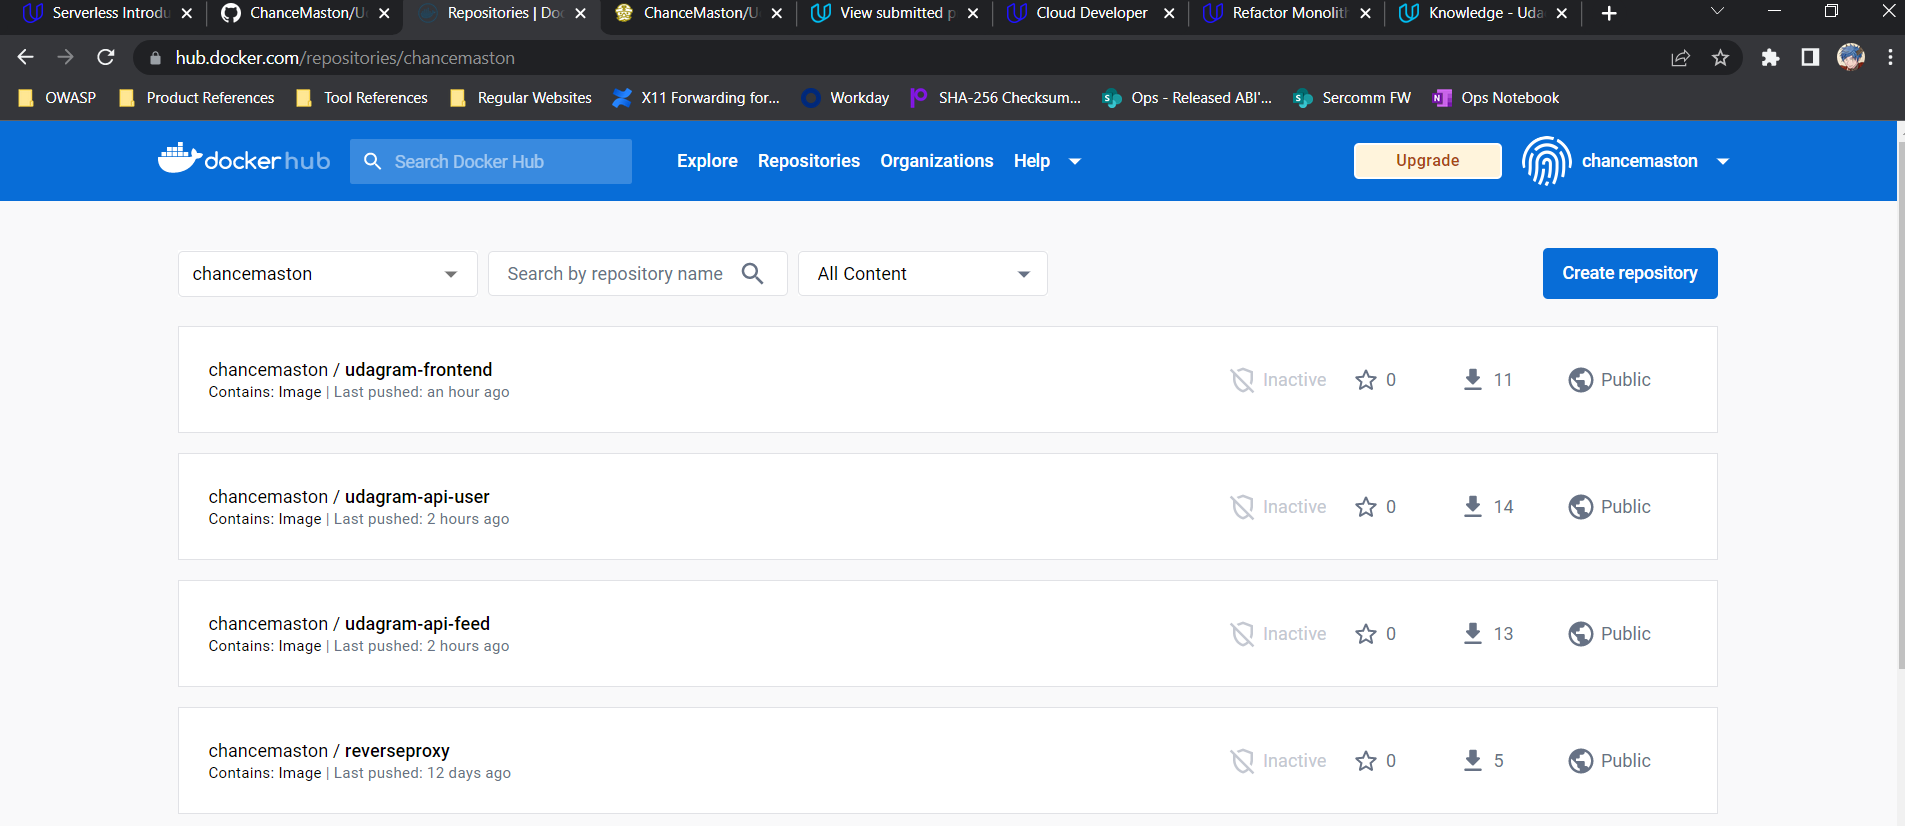 Serverless Introdu
ChanceMaston/U
Repositories | Doc
ChanceMaston/U
View submitted p
Cloud Developer
Refactor Monolith
Knowledge - Uda
hub.docker.com/repositories/chancemaston
OWASP
Product References
Tool References
Regular Websites
X11 Forwarding for...
Workday
SHA-256 Checksum...
Ops - Released ABI'...
Sercomm FW
Ops Notebook
docker hub
Search Docker Hub
Explore
Repositories
Organizations
Help
Upgrade
chancemaston
chancemaston
Search by repository name
All Content
Create repository
chancemaston / udagram-frontend
Contains: Image | Last pushed: an hour ago
Inactive
0
11
Public
chancemaston / udagram-api-user
Contains: Image | Last pushed: 2 hours ago
Inactive
0
14
Public
chancemaston / udagram-api-feed
Contains: Image | Last pushed: 2 hours ago
Inactive
0
13
Public
chancemaston / reverseproxy
Contains: Image | Last pushed: 12 days ago
Inactive
0
5
Public